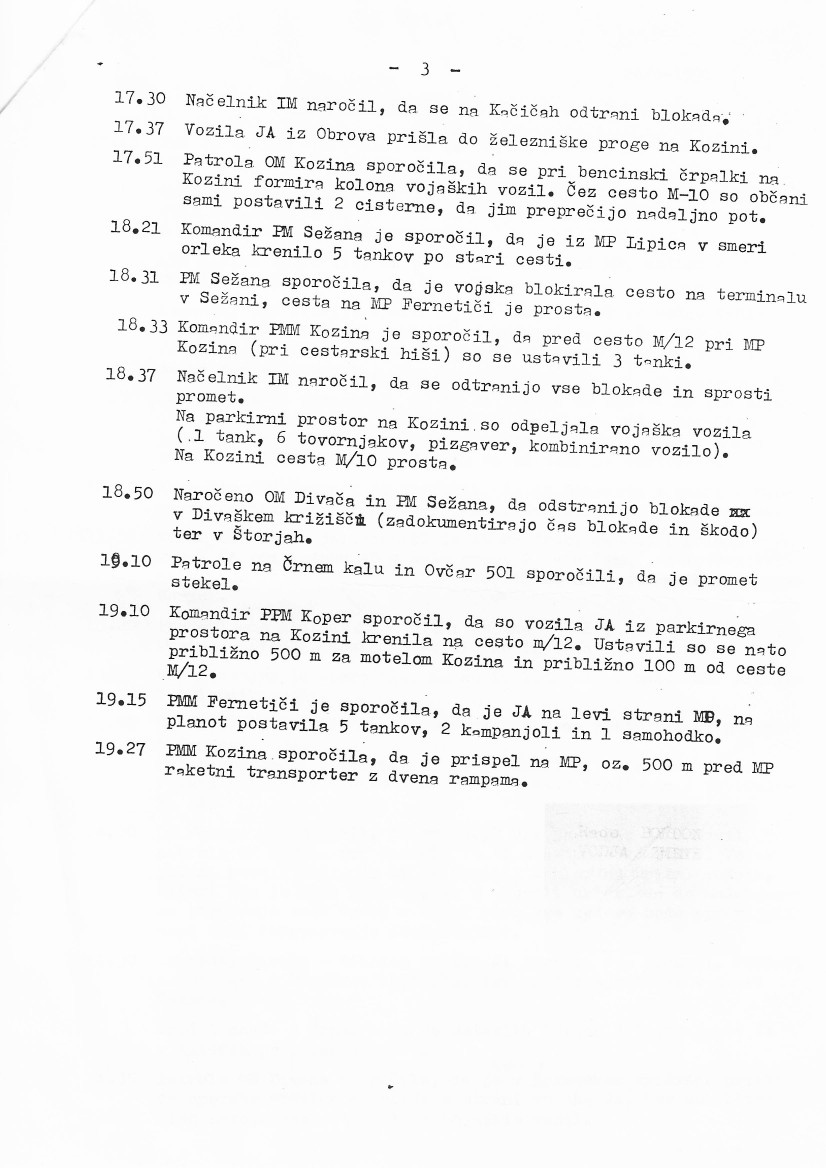 - 3 -
17.30 Načelnik IM naročil, da se na Kačičah odtrani blokada.
17.37 Vozila JA iz Obrova prišla do železniške proge na Kozini.
17.51 Patrola OM Kozina sporočila, da se pri bencinski črpalki na
Kozini formira kolona vojaških vozil. Čez cesto M-10 so občani
sami postavili 2 cisterne, da jim preprečijo nadaljno pot.
18.21 Komandir PM Sežana je sporočil, da je iz MP Lipica v smeri
orleka krenilo 5 tankov po stari cesti.
18.31 PM Sežana sporočila, da je vojska blokirala cesto na terminalu
v Sežani, cesta na MP Fernetiči je prosta.
18.33 Komandir PMM Kozina je sporočil, da pred cesto M/12 pri MP
Kozina (pri cestarski hiši) so se ustavili 3 tanki.
18.37 Načelnik IM naročil, da se odtranijo vse blokade in sprosti
promet.
Na parkirni prostor na Kozini so odpeljala vojaška vozila
(.1 tank, 6 tovornjakov, pizgaver, kombinirano vozilo).
Na Kozini cesta M/10 prosta.
18.50 Naročeno OM Divača in PM Sežana, da odstranijo blokade xx
v Divaškem križišči (zadokumentirajo čas blokade in škodo)
ter v Štorjah.
19.10 Patrole na Črnem kalu in Ovčar 501 sporočili, da je promet
stekel.
19.10 Komandir PPM Koper sporočil, da so vozila JA iz parkirnega
prostora na Kozini krenila na cesto m/12. Ustavili so se nato
približno 500 m za motelom Kozina in približno 100 m od ceste
M/12.
19.15 PMM Fernetiči je sporočila, da je JA na levi strani MP, na
planot postavila 5 tankov, 2 kampanjoli in 1 samohodko.
19.27 PMM Kozina sporočila, da je prispel na MP, oz. 500 m pred MP
raketni transporter z dvena rampama.